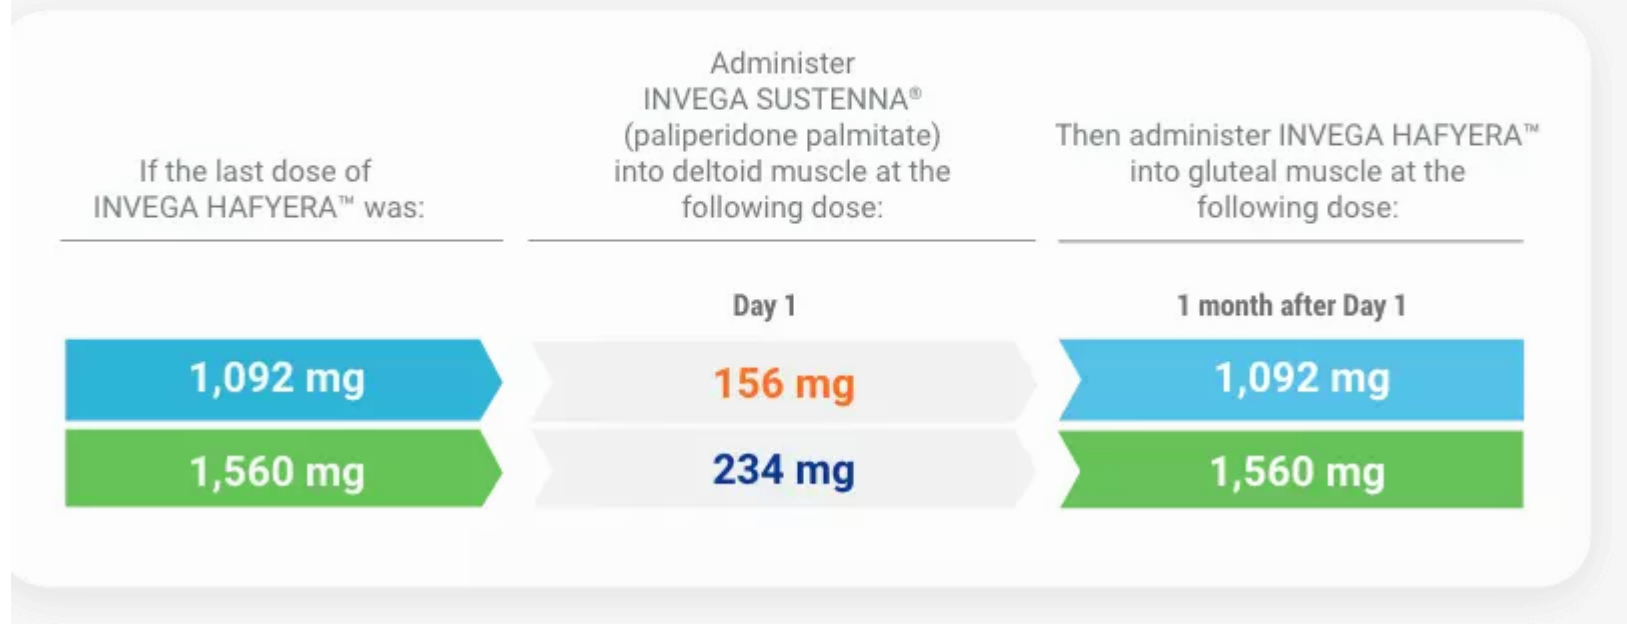 If the last dose of
INVEGA HAFYERA™ was:
Administer
INVEGA SUSTENNA®
(paliperidone palmitate)
into deltoid muscle at the
following dose:
Then administer INVEGA HAFYERA™
into gluteal muscle at the
following dose:
Day 1
1 month after Day 1
1,092 mg
156 mg
1,092 mg
1,560 mg
234 mg
1,560 mg